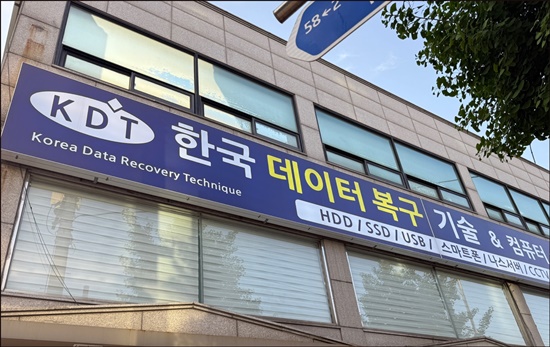 58←2
KDT
Korea Data Recovery Technique
한국 데이터 복구 기술 & 컴퓨터
HDD / SSD / USB / 스마트폰 / 나스서버 / CCTV